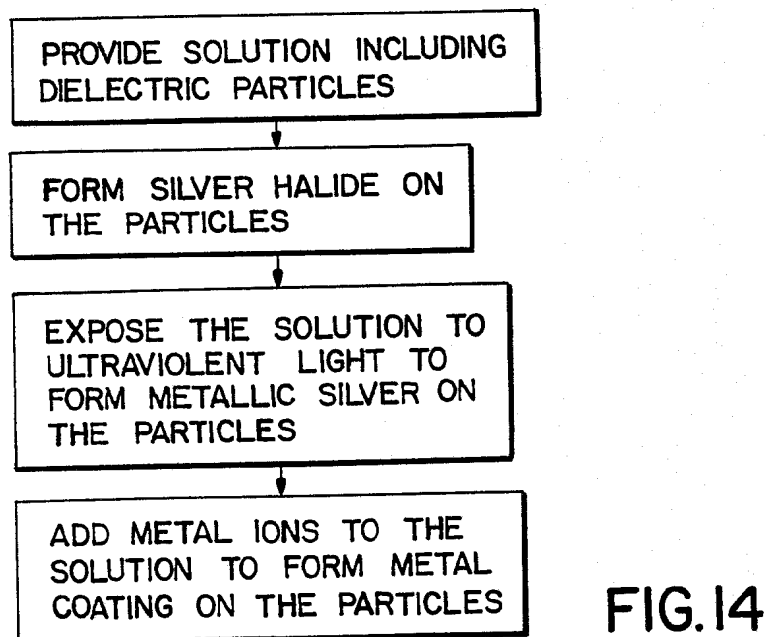 PROVIDE SOLUTION INCLUDING
DIELECTRIC PARTICLES
FORM SILVER HALIDE ON
THE PARTICLES
EXPOSE THE SOLUTION TO
ULTRAVIOLENT LIGHT TO
FORM METALLIC SILVER ON
THE PARTICLES
ADD METAL IONS TO THE
SOLUTION TO FORM METAL
COATING ON THE PARTICLES
FIG.14